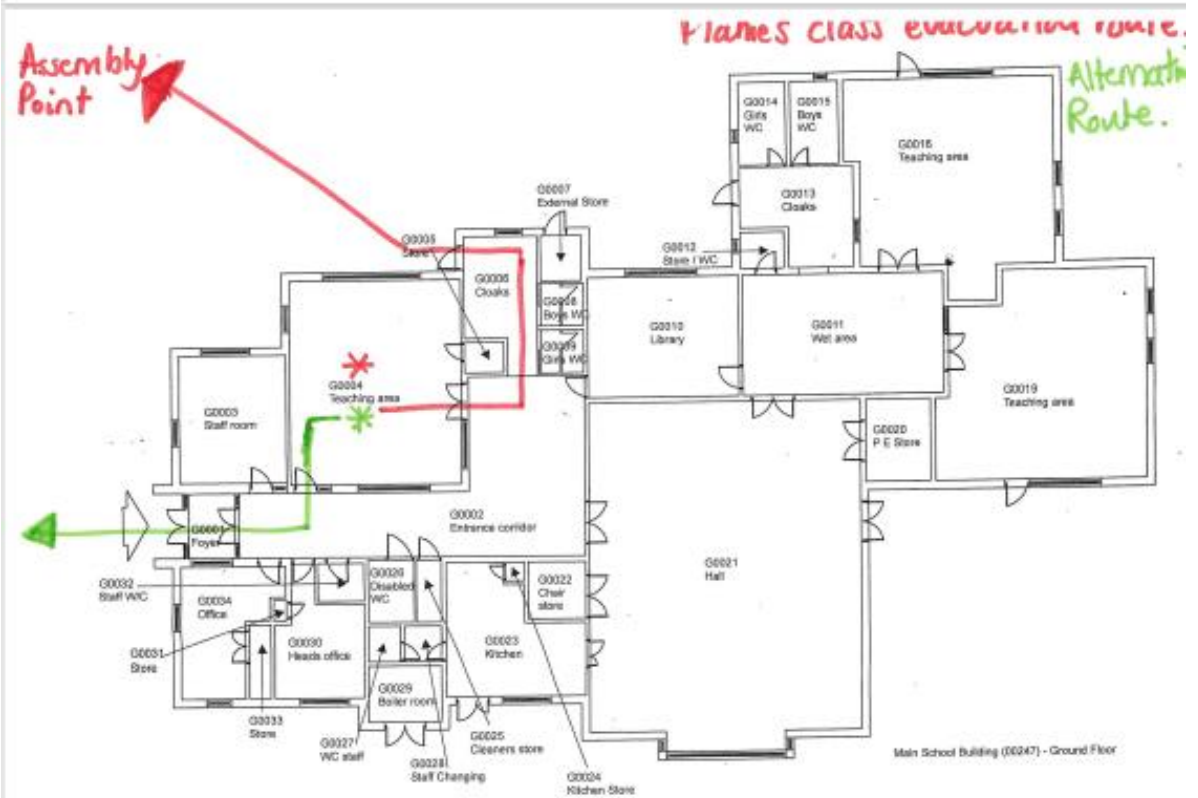 Flames class evacuation route.
Assembly
Point
Alternati
Route.
G0014
Girls
WC
G0015
Boys
WC
G0016
Teaching area
G0007
External Store
G0013
Cloaks
G0005
Store
G0006
Cloaks
G0012
Store / WC
G0008
Boys WC
G0009
Girls WC
G0010
Library
G0011
Wet area
G0004
Teaching area
G0003
Staff room
G0019
Teaching area
G0020
P E Store
G0001
Foyer
G0002
Entrance corridor
G0021
Hall
G0032
Staff W/C
G0034
Office
G0026
Disabled
WC
G0022
Chair
store
G0031
Store
G0030
Heads office
G0023
Kitchen
G0029
Boiler room
G0033
Store
G0027
WC staff
G0028
Staff Changing
G0025
Cleaners store
G0024
Kitchen Store
Main School Building (00247) - Ground Floor